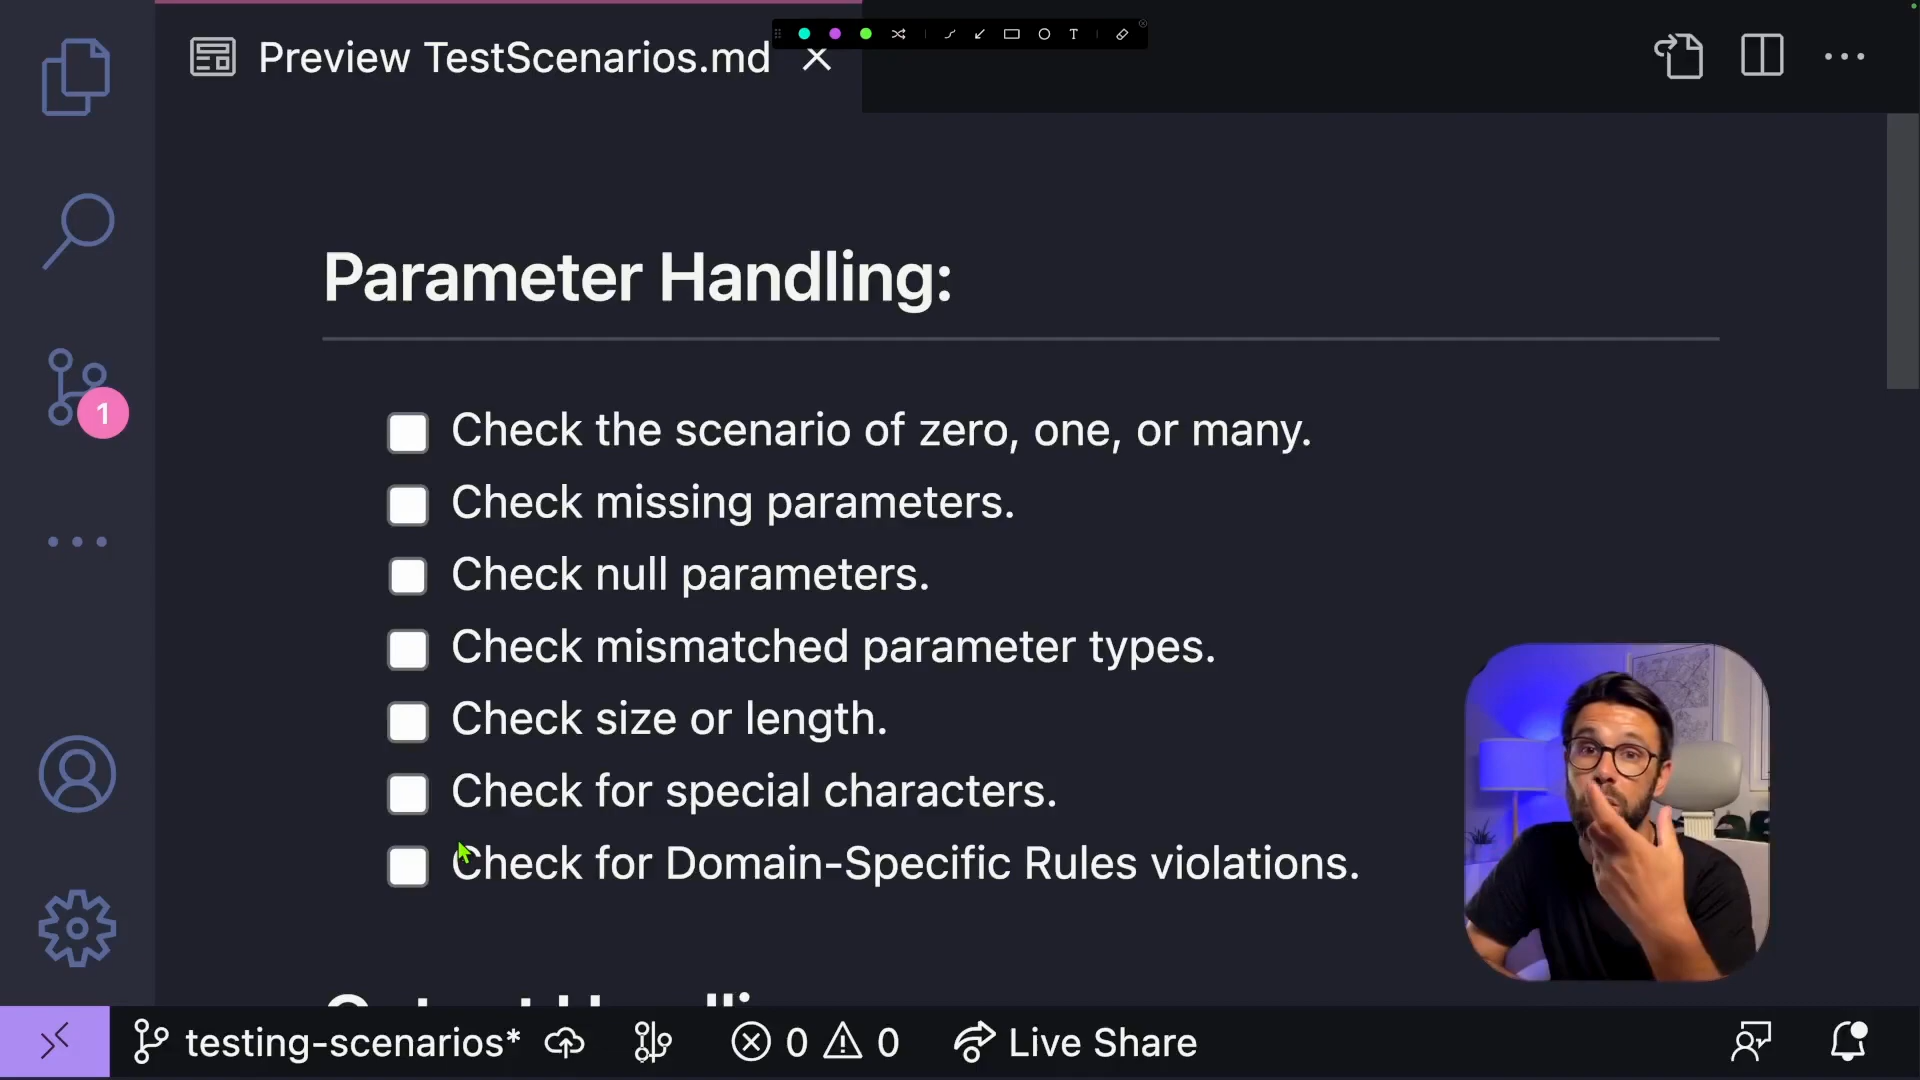 Preview TestScenarios.md
T
Parameter Handling:
Check the scenario of zero, one, or many.
Check missing parameters.
Check null parameters.
Check mismatched parameter types.
Check size or length.
Check for special characters.
Check for Domain-Specific Rules violations.
1
testing-scenarios* 0 0 Live Share